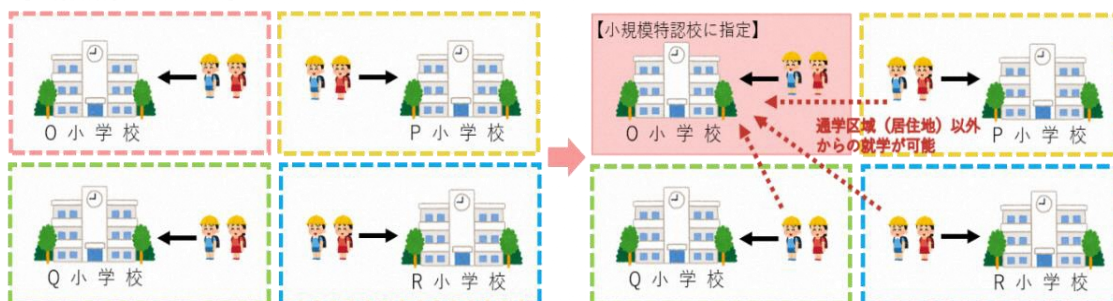 O 小 学 校
P 小 学 校
Q 小 学 校
R 小 学 校
【小規模特認校に指定】
O 小 学 校
P 小 学 校
通学区域（居住地）以外
からの就学が可能
Q 小 学 校
R 小 学 校